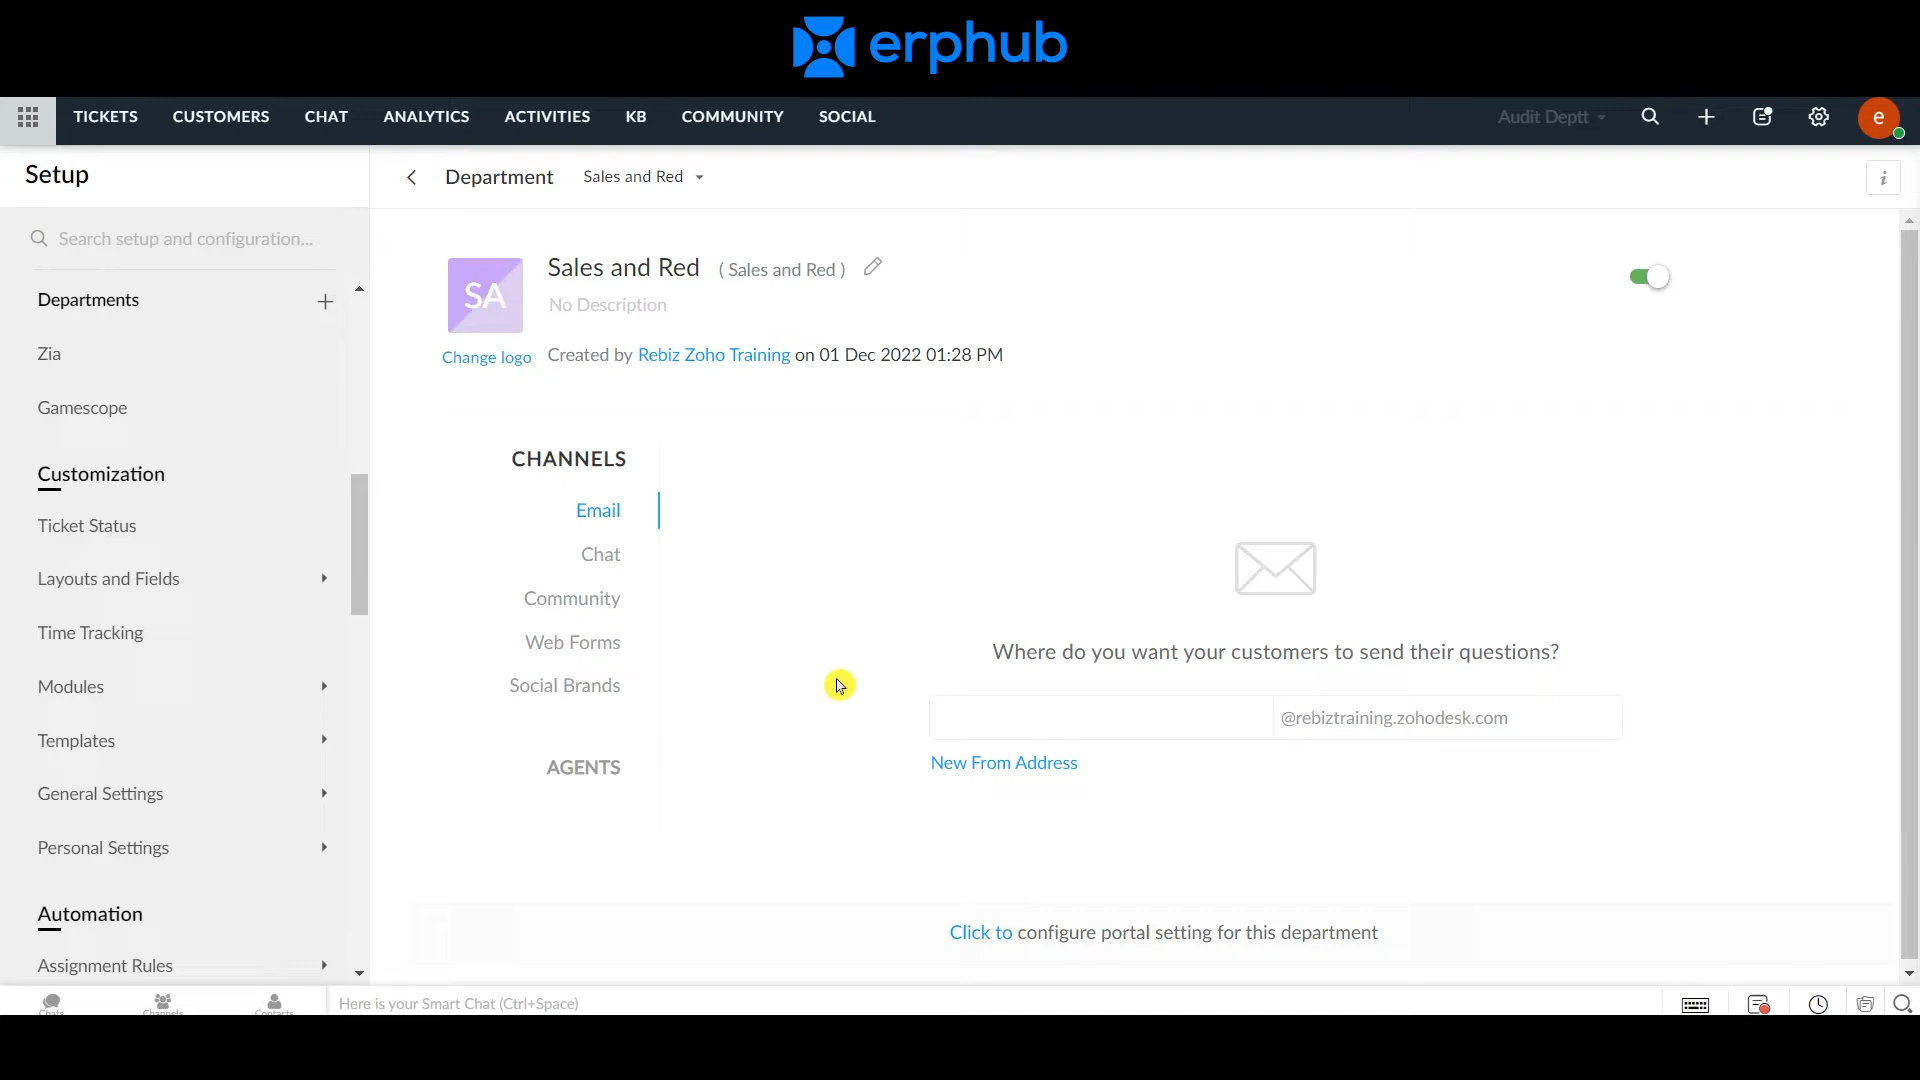 erphub
TICKETS CUSTOMERS CHAT ANALYTICS ACTIVITIES KB COMMUNITY SOCIAL Audit Deptt e
Setup
Department Sales and Red
i
Search setup and configuration...
Departments
Zia
Gamescope
Customization
Ticket Status
Layouts and Fields
Time Tracking
Modules
Templates
General Settings
Personal Settings
Automation
Assignment Rules
SA
Change logo
Sales and Red ( Sales and Red )
No Description
Created by Rebiz Zoho Training on 01 Dec 2022 01:28 PM
CHANNELS
Email
Chat
Community
Web Forms
Social Brands
AGENTS
Where do you want your customers to send their questions?
@rebiztraining.zohodesk.com
New From Address
Click to configure portal setting for this department
Chats Channels Contacts Here is your Smart Chat (Ctrl+Space)